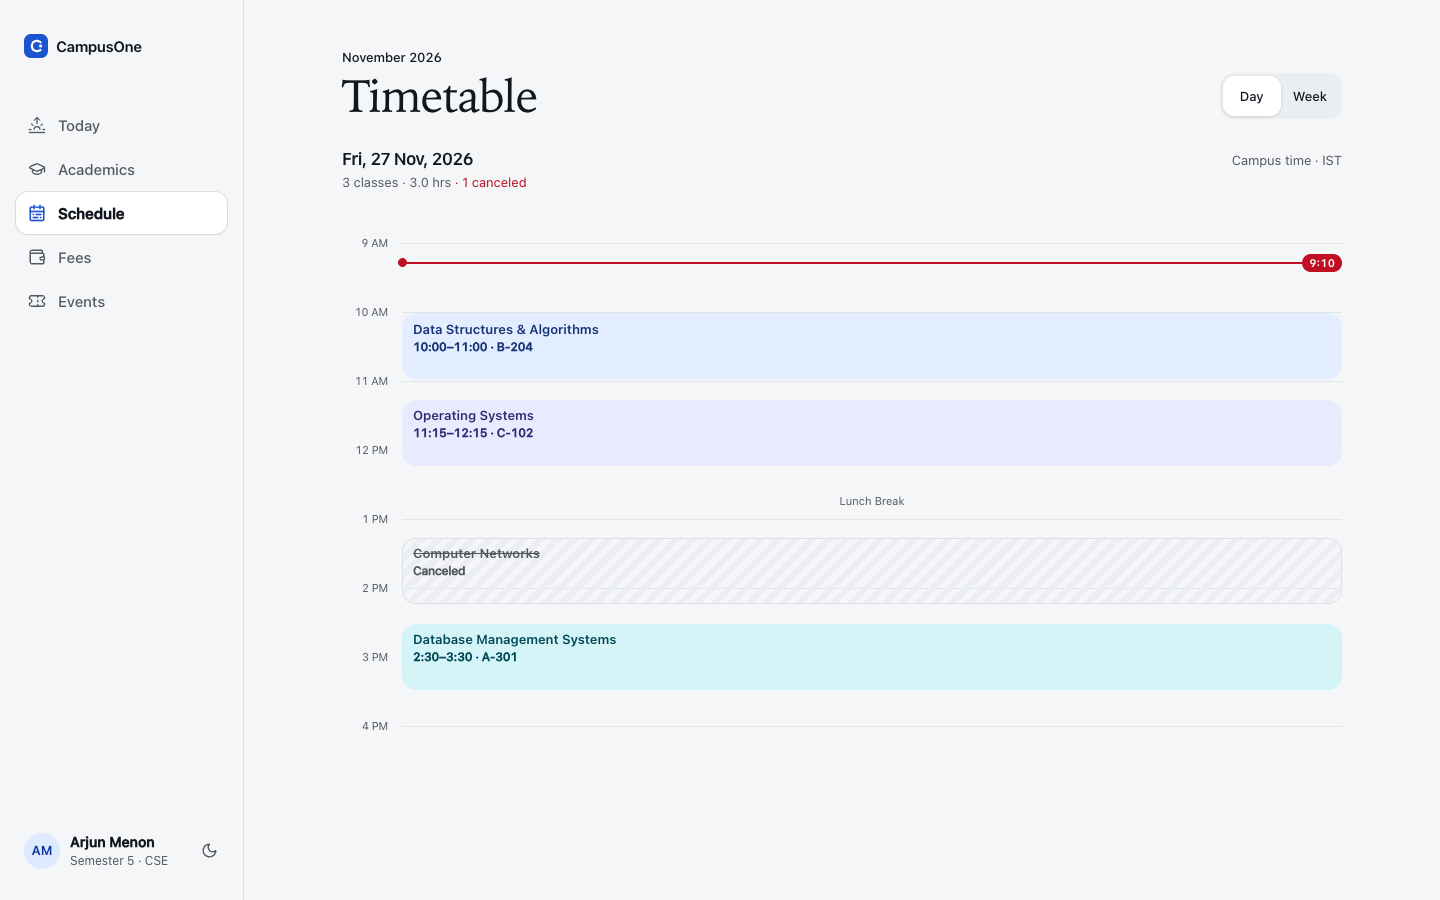 CampusOne
Today
Academics
Schedule
Fees
Events
AM
Arjun Menon
Semester 5 · CSE
November 2026
Timetable
Day
Week
Fri, 27 Nov, 2026
Campus time · IST
3 classes · 3.0 hrs · 1 canceled
9 AM
9:10
10 AM
Data Structures & Algorithms
10:00–11:00 · B-204
11 AM
Operating Systems
11:15–12:15 · C-102
12 PM
Lunch Break
1 PM
Computer Networks
Canceled
2 PM
Database Management Systems
2:30–3:30 · A-301
3 PM
4 PM